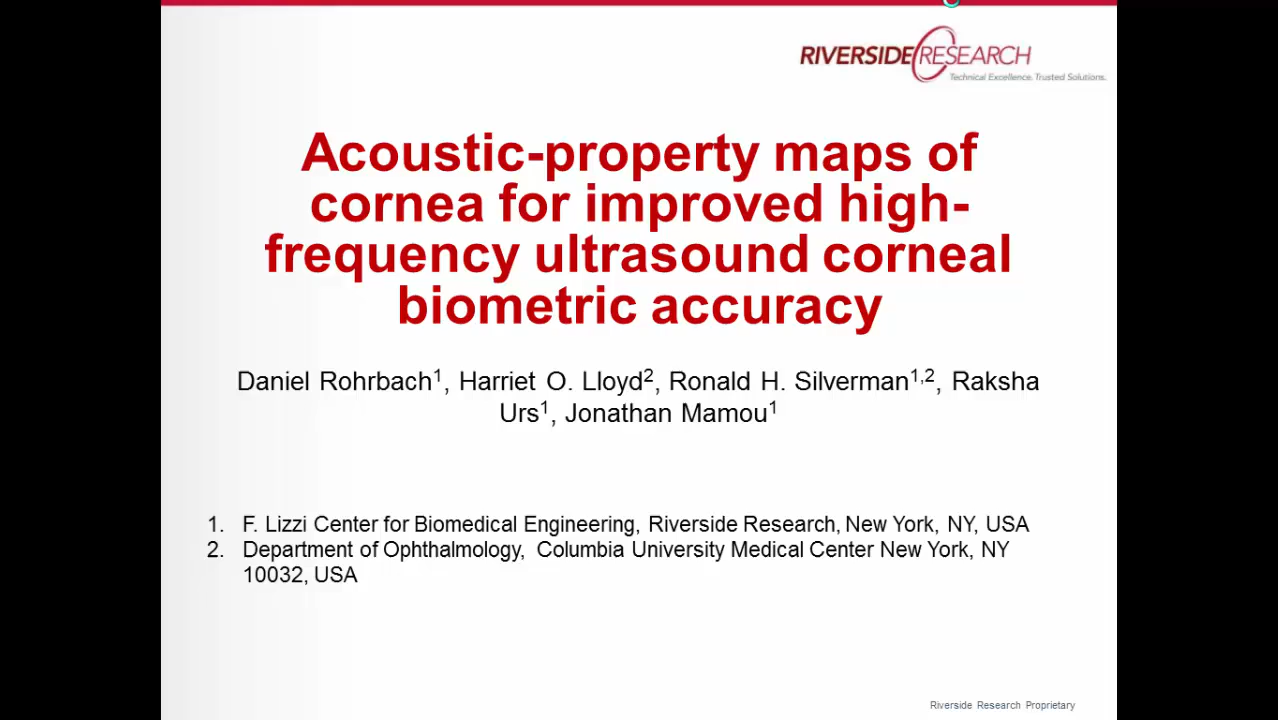 RIVERSIDE RESEARCH
Technical Excellence. Trusted Solutions.
Acoustic-property maps of
cornea for improved high-
frequency ultrasound corneal
biometric accuracy
Daniel Rohrbach1, Harriet O. Lloyd2, Ronald H. Silverman1,2, Raksha
Urs1, Jonathan Mamou1
1. F. Lizzi Center for Biomedical Engineering, Riverside Research, New York, NY, USA
2. Department of Ophthalmology, Columbia University Medical Center New York, NY
10032, USA
Riverside Research Proprietary